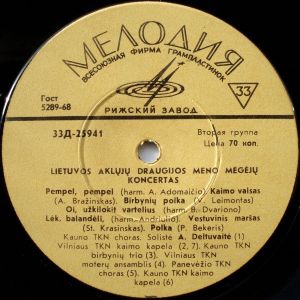 МЕЛОДИЯ
ВСЕСОЮЗНАЯ ФИРМА ГРАМПЛАСТИНОК
Гост
5289-68
33
РИЖСКИЙ ЗАВОД
33Д-25941
Вторая группа
Цена 70 коп.
LIETUVOS AKLŲJŲ DRAUGIJOS MENO MĖGĖJŲ
KONCERTAS
Pempel, pempel (harm. A. Adomaičio) Kaimo valsas
(A. Bražinskas) Birbynių polka (V. Leimontas)
Oi, užkilokit vartelius (harm. B. Dvariono)
Lėk, balandėli, (harm. Andrul.) Vestuvinis maršas
(St. Krasinskas) Polka (P. Bekeris)
Kauno TKN choras. Solistė A. Deltuvaitė (1)
Vilniaus TKN kaimo kapela (2, 7) Kauno TKN
birbynių trio (3). Vilniaus TKN
moterų ansamblis (4). Panevėžio TKN
choras (5). Kauno TKN kaimo
kapela (6)